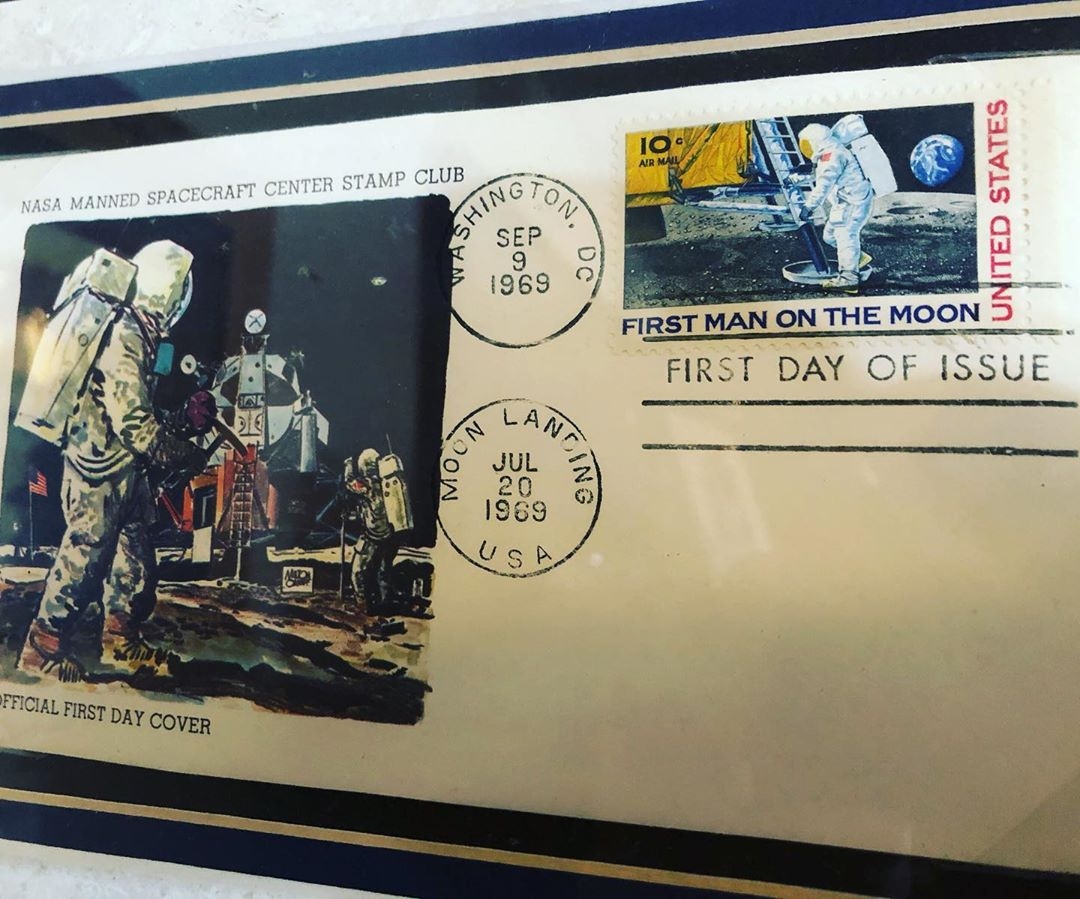 NASA MANNED SPACECRAFT CENTER STAMP CLUB
WASHINGTON, DC
SEP
9
1969
10c
AIR MAIL
UNITED STATES
FIRST MAN ON THE MOON
FIRST DAY OF ISSUE
MOON LANDING
JUL
20
1969
USA
OFFICIAL FIRST DAY COVER